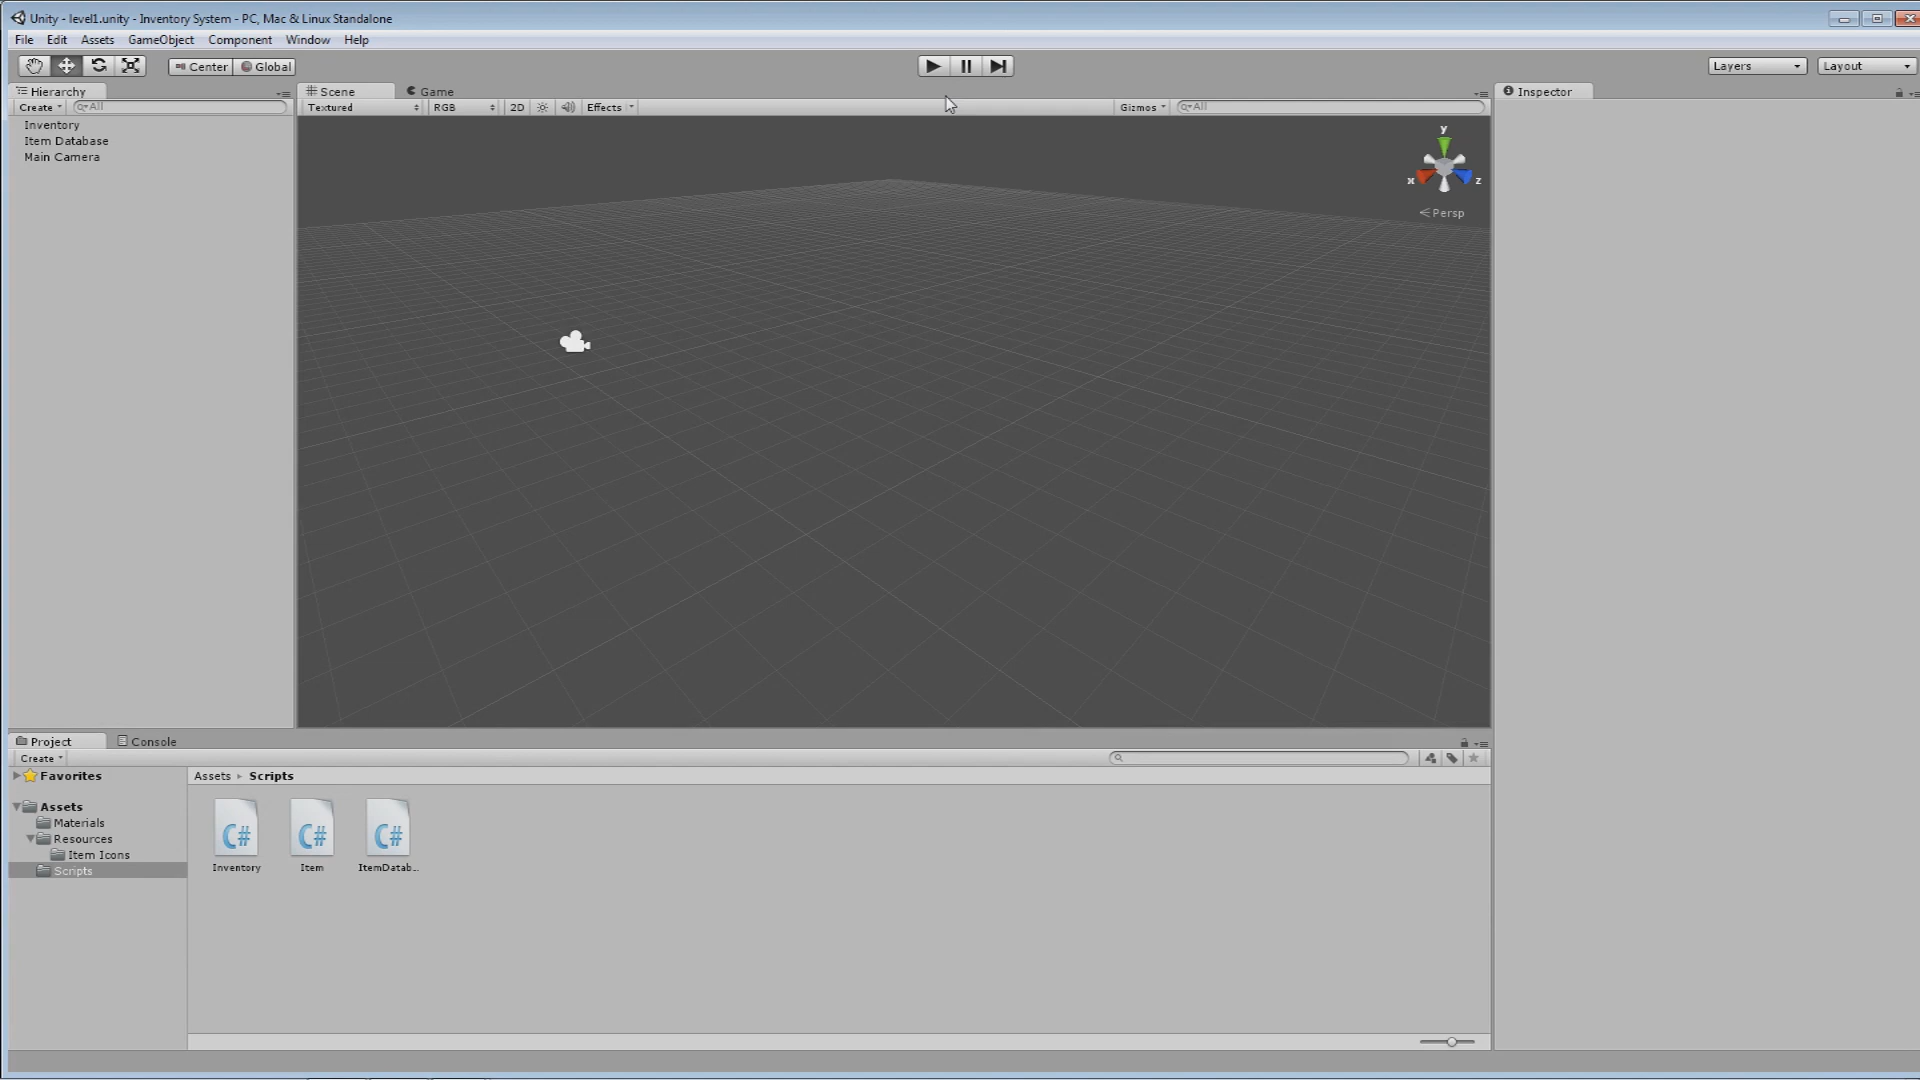 Unity - level1.unity - Inventory System - PC, Mac & Linux Standalone
File Edit Assets GameObject Component Window Help
Center Global Layers Layout
Hierarchy Scene Game Inspector
Create All Textured RGB 2D Effects Gizmos All
Inventory
Item Database
Main Camera
y
x z
Persp
Project Console
Create
Favorites Assets Scripts
Assets
Materials
Resources
Item Icons
Scripts
C# C# C#
Inventory Item ItemDatab...